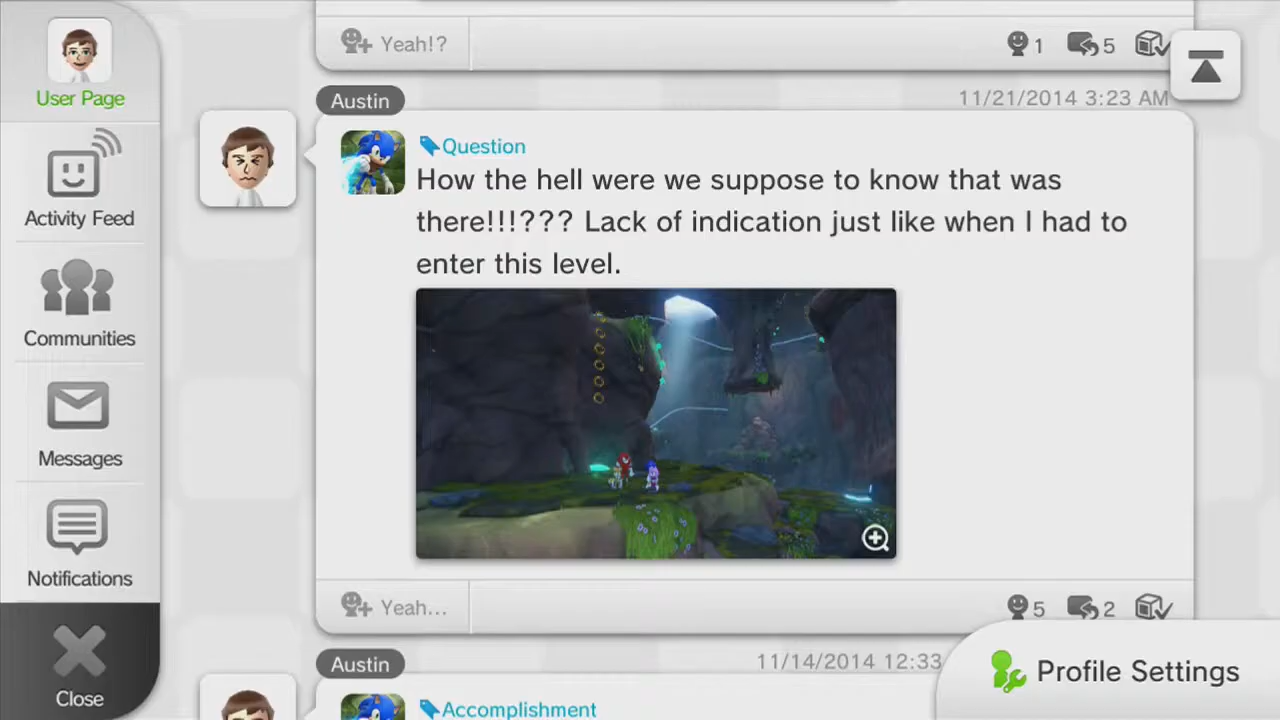 User Page
Activity Feed
Communities
Messages
Notifications
Close
Yeah!?
1
5
Austin
11/21/2014 3:23 AM
Question
How the hell were we suppose to know that was
there!!!??? Lack of indication just like when I had to
enter this level.
Yeah...
5
2
Austin
11/14/2014 12:33
Accomplishment
Profile Settings